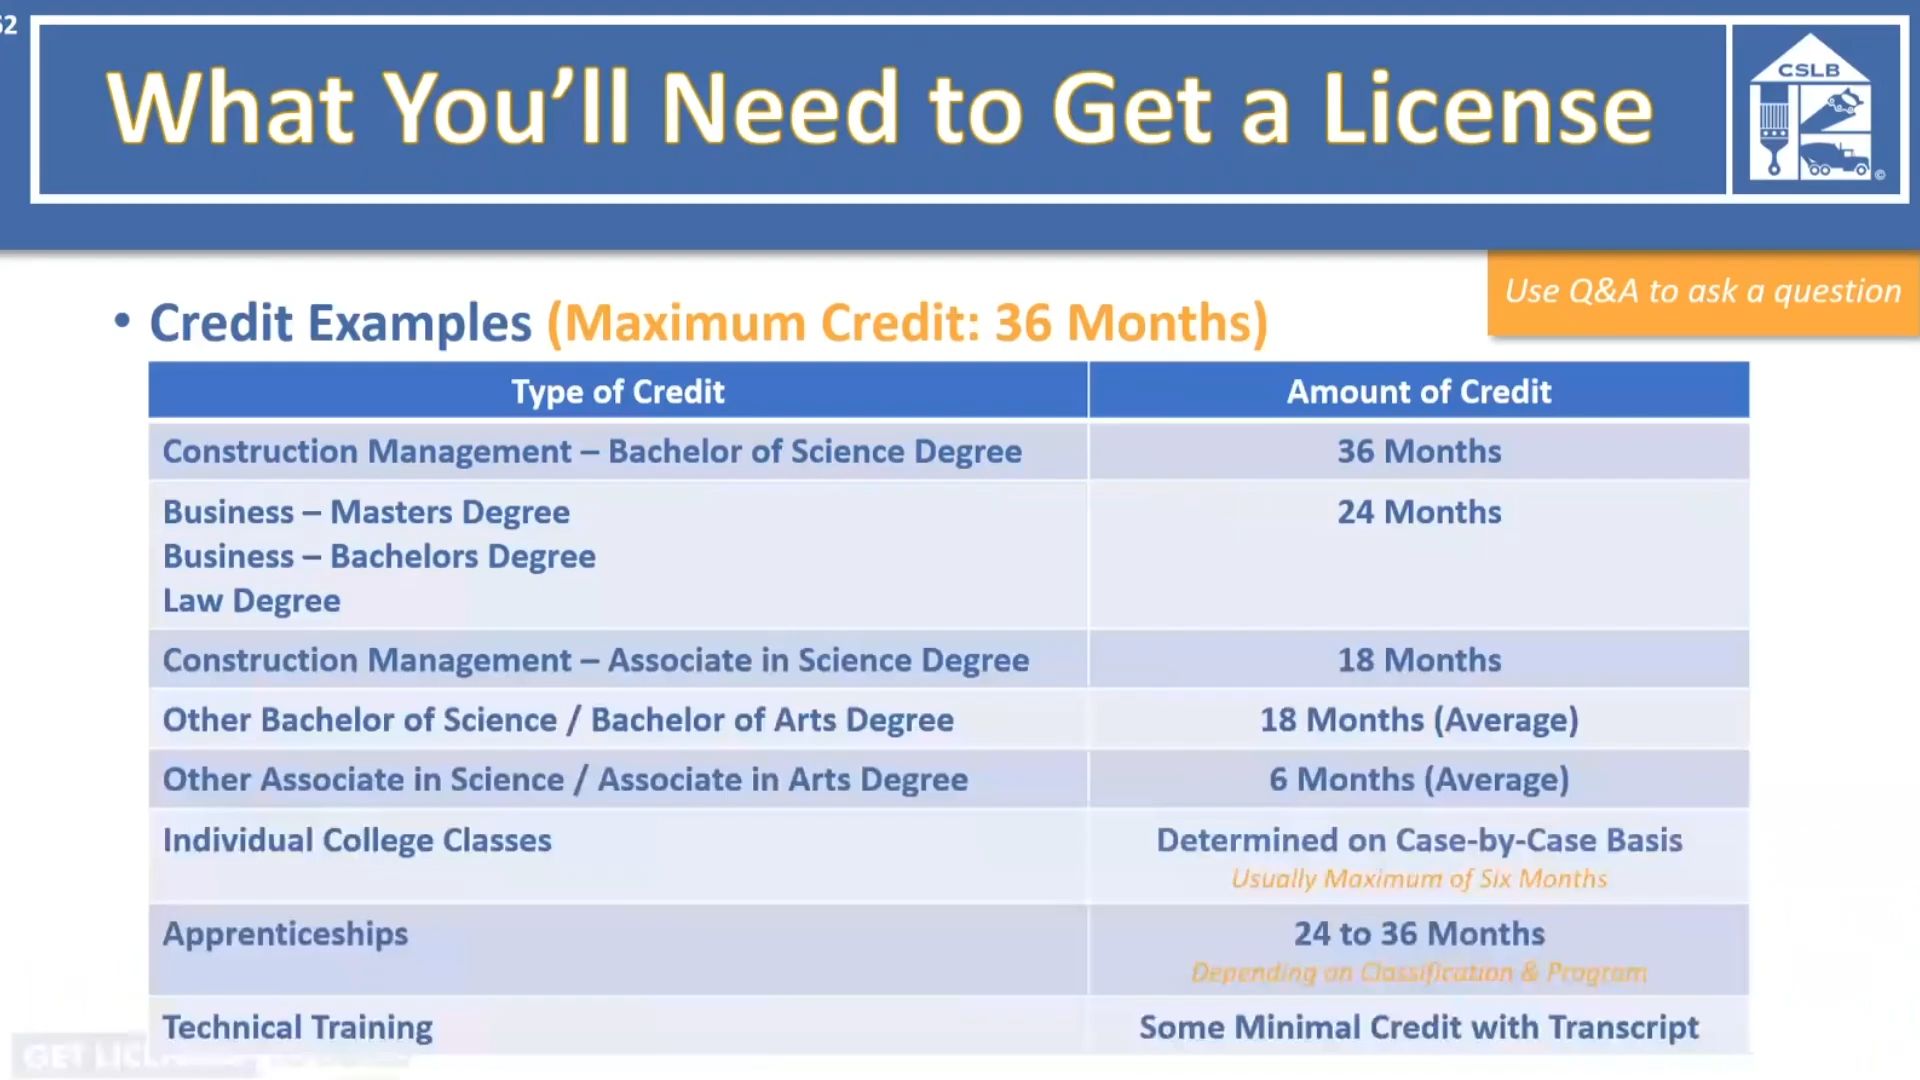 52
What You'll Need to Get a License
CSLB
©
Use Q&A to ask a question
• Credit Examples (Maximum Credit: 36 Months)
Type of Credit Amount of Credit
Construction Management – Bachelor of Science Degree 36 Months
Business – Masters Degree 24 Months
Business – Bachelors Degree
Law Degree
Construction Management – Associate in Science Degree 18 Months
Other Bachelor of Science / Bachelor of Arts Degree 18 Months (Average)
Other Associate in Science / Associate in Arts Degree 6 Months (Average)
Individual College Classes Determined on Case-by-Case Basis
Usually Maximum of Six Months
Apprenticeships 24 to 36 Months
Depending on Classification & Program
Technical Training Some Minimal Credit with Transcript
GET